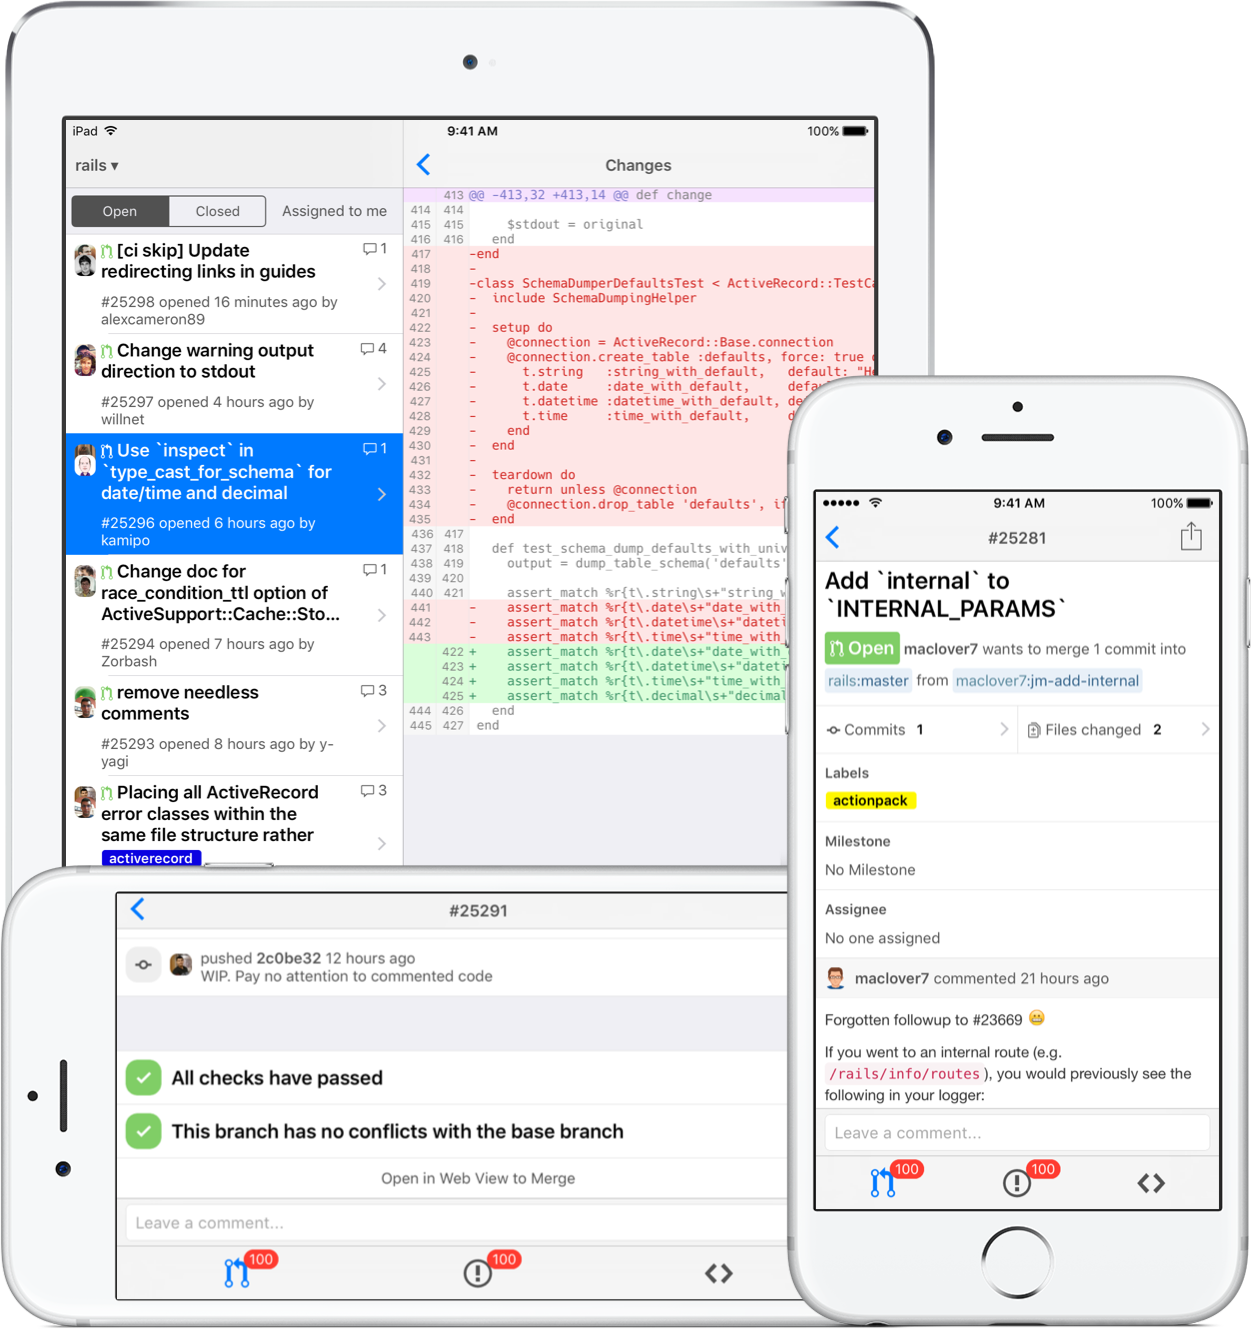 iPad
9:41 AM
100%
rails ▾
Changes
Open
Closed
Assigned to me
[ci skip] Update
redirecting links in guides
1
#25298 opened 16 minutes ago by
alexcameron89
Change warning output
direction to stdout
4
#25297 opened 4 hours ago by
willnet
Use `inspect` in
`type_cast_for_schema` for
date/time and decimal
1
#25296 opened 6 hours ago by
kamipo
Change doc for
race_condition_ttl option of
ActiveSupport::Cache::Sto...
1
#25294 opened 7 hours ago by
Zorbash
remove needless
comments
3
#25293 opened 8 hours ago by y-
yagi
Placing all ActiveRecord
error classes within the
same file structure rather
3
activerecord
413 @@ -413,32 +413,14 @@ def change
414 414
415 415 $stdout = original
416 416 end
417 -end
418 -
419 -class SchemaDumperDefaultsTest < ActiveRecord::TestCa
420 - include SchemaDumpingHelper
421 -
422 - setup do
423 - @connection = ActiveRecord::Base.connection
424 - @connection.create_table :defaults, force: true
425 - t.string :string_with_default, default: "He
426 - t.date :date_with_default, defau
427 - t.datetime :datetime_with_default, de
428 - t.time :time_with_default, d
429 - end
430 - end
431 -
432 - teardown do
433 - return unless @connection
434 - @connection.drop_table 'defaults', if
435 - end
436 417
437 418 def test_schema_dump_defaults_with_univ
438 419 output = dump_table_schema('defaults'
439 420
440 421 assert_match %r{t\.string\s+"string_w
441 - assert_match %r{t\.date\s+"date_with_
442 - assert_match %r{t\.datetime\s+"dateti
443 - assert_match %r{t\.time\s+"time_with_
422 + assert_match %r{t\.date\s+"date_with_
423 + assert_match %r{t\.datetime\s+"dateti
424 + assert_match %r{t\.time\s+"time_with_
425 + assert_match %r{t\.decimal\s+"decimal
444 426 end
445 427 end
9:41 AM
100%
#25281
Add `internal` to
`INTERNAL_PARAMS`
Open maclover7 wants to merge 1 commit into
rails:master from maclover7:jm-add-internal
Commits 1
Files changed 2
Labels
actionpack
Milestone
No Milestone
Assignee
No one assigned
maclover7 commented 21 hours ago
Forgotten followup to #23669 😬
If you went to an internal route (e.g.
/rails/info/routes), you would previously see the
following in your logger:
Leave a comment...
100
100
#25291
pushed 2c0be32 12 hours ago
WIP. Pay no attention to commented code
All checks have passed
This branch has no conflicts with the base branch
Open in Web View to Merge
Leave a comment...
100
100